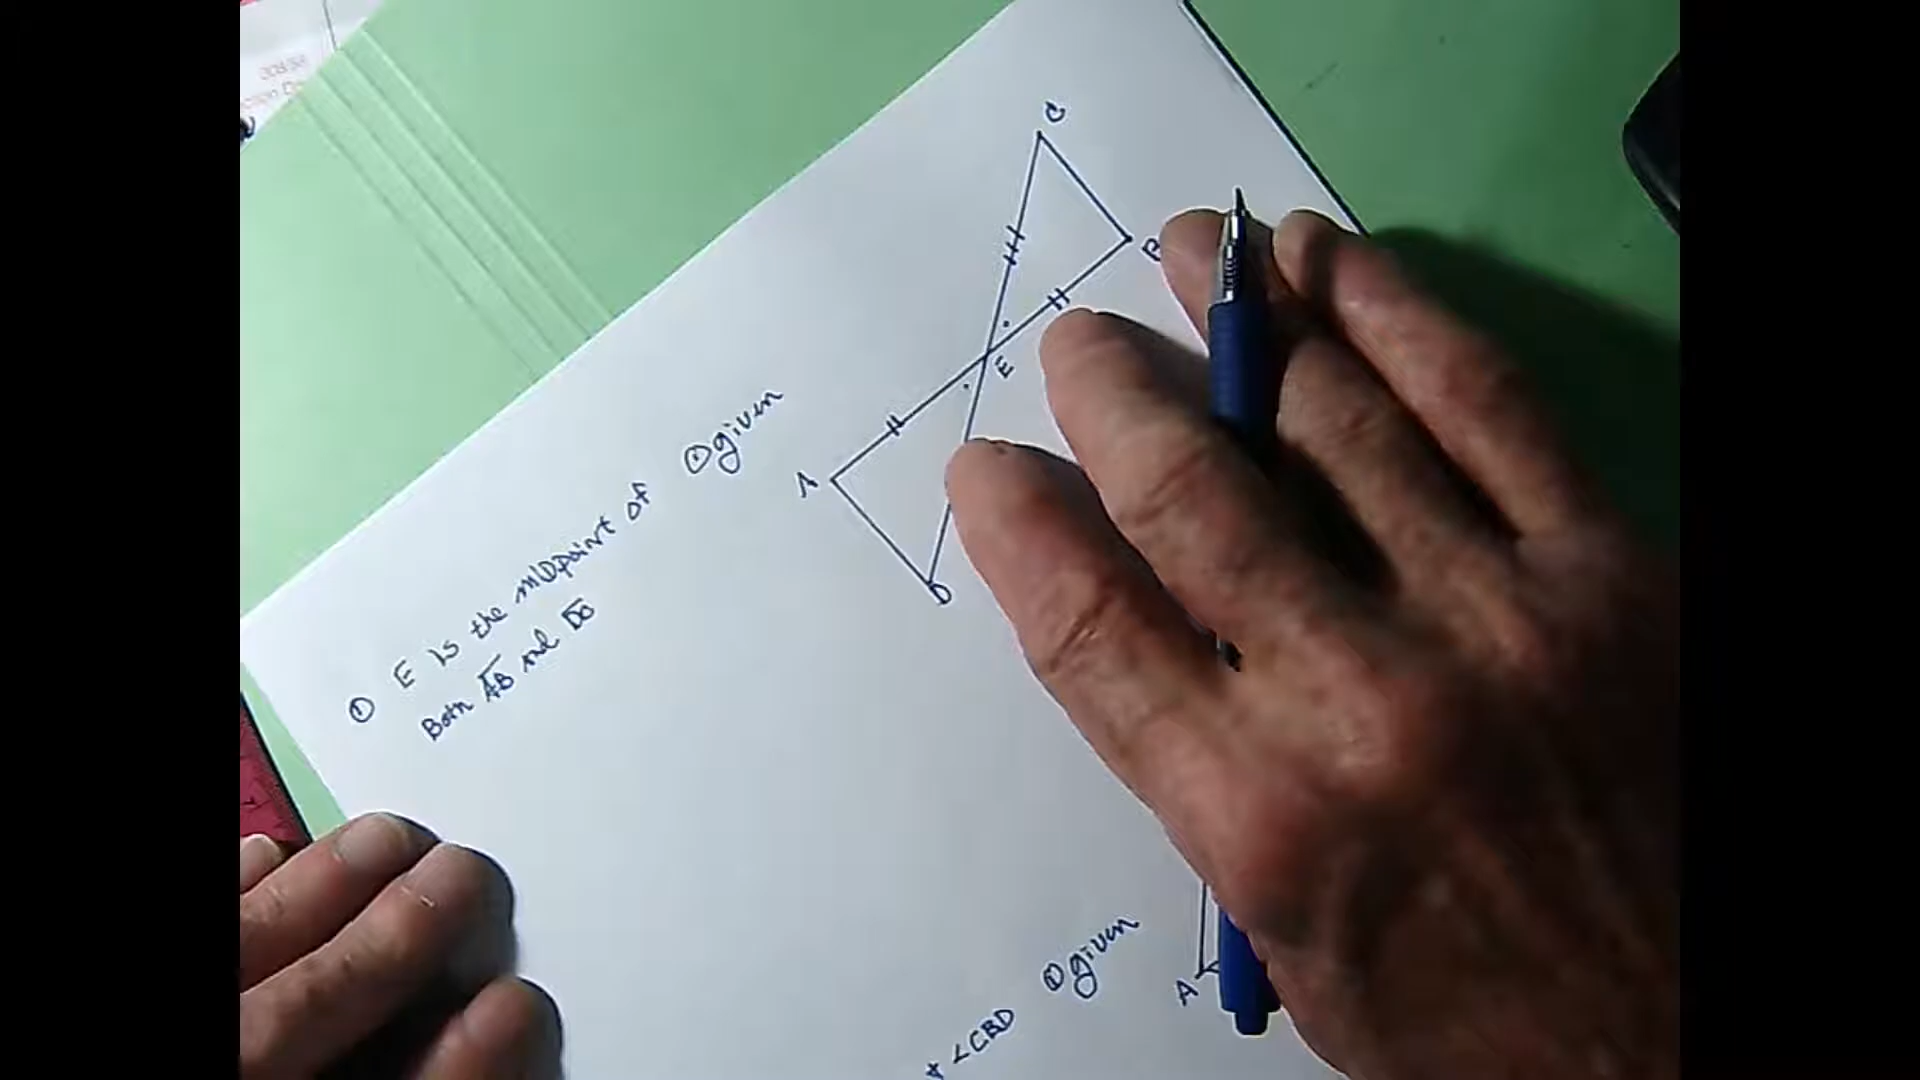 C
B
E
A
D
① E is the midpoint of ① given
Both AB and DC
∠CBD ① given
A